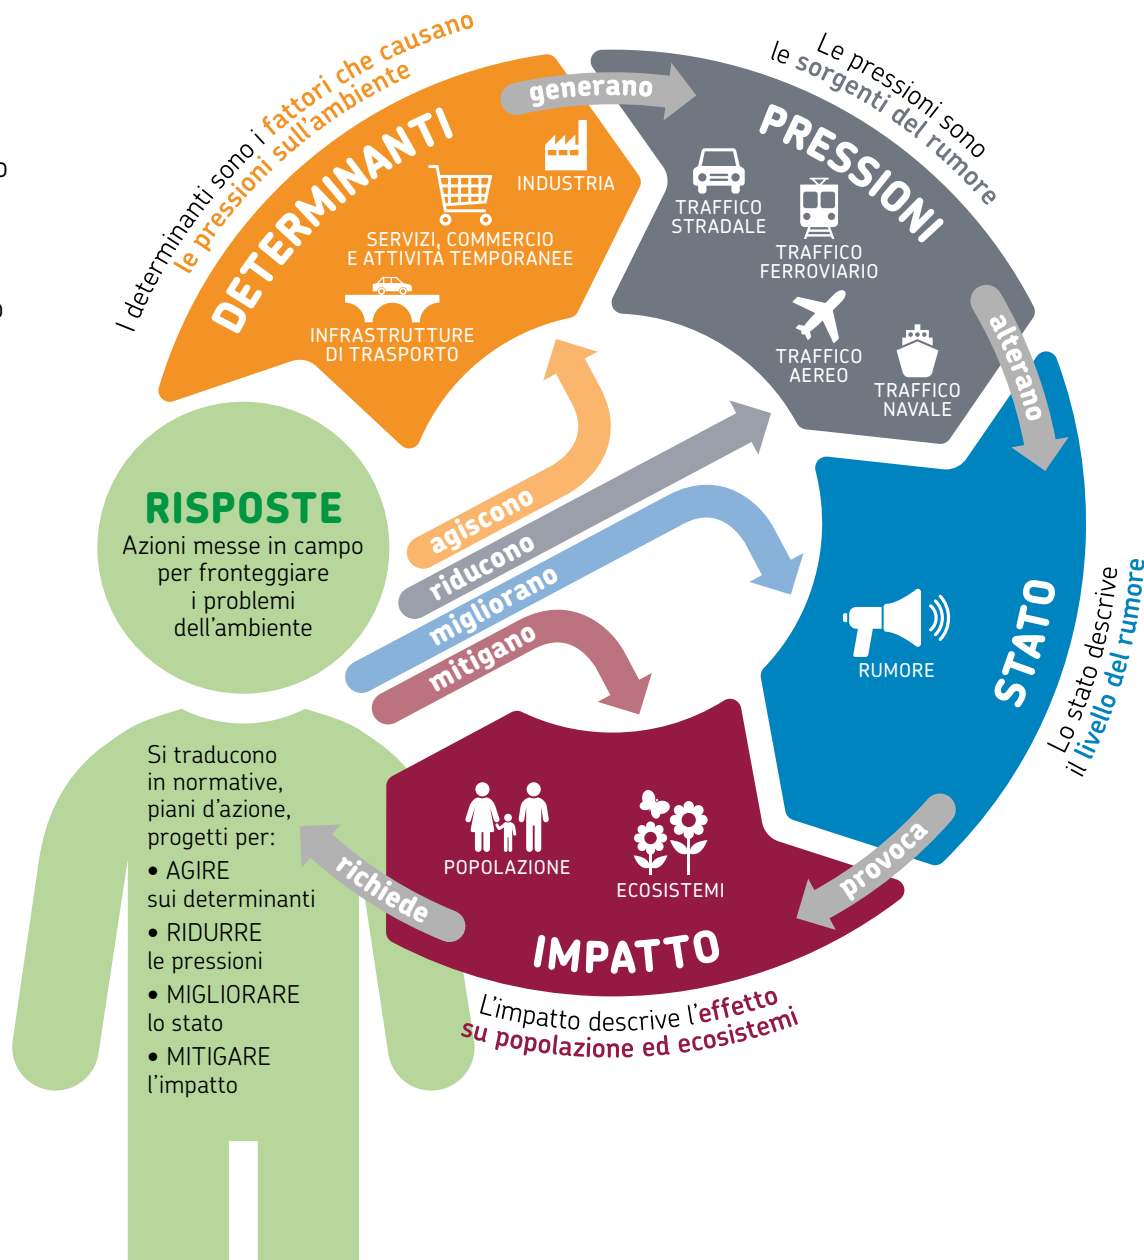 I determinanti sono i fattori che causano
le pressioni sull'ambiente
DETERMINANTI
INDUSTRIA
SERVIZI, COMMERCIO
E ATTIVITÀ TEMPORANEE
INFRASTRUTTURE
DI TRASPORTO
generano
Le pressioni sono
le sorgenti del rumore
PRESSIONI
TRAFFICO
STRADALE
TRAFFICO
FERROVIARIO
TRAFFICO
AEREO
TRAFFICO
NAVALE
alterano
STATO
RUMORE
Lo stato descrive
il livello del rumore
provoca
IMPATTO
POPOLAZIONE
ECOSISTEMI
L'impatto descrive l'effetto
su popolazione ed ecosistemi
richiede
RISPOSTE
Azioni messe in campo
per fronteggiare
i problemi
dell'ambiente
agiscono
riducono
migliorano
mitigano
Si traducono
in normative,
piani d'azione,
progetti per:
• AGIRE
sui determinanti
• RIDURRE
le pressioni
• MIGLIORARE
lo stato
• MITIGARE
l'impatto